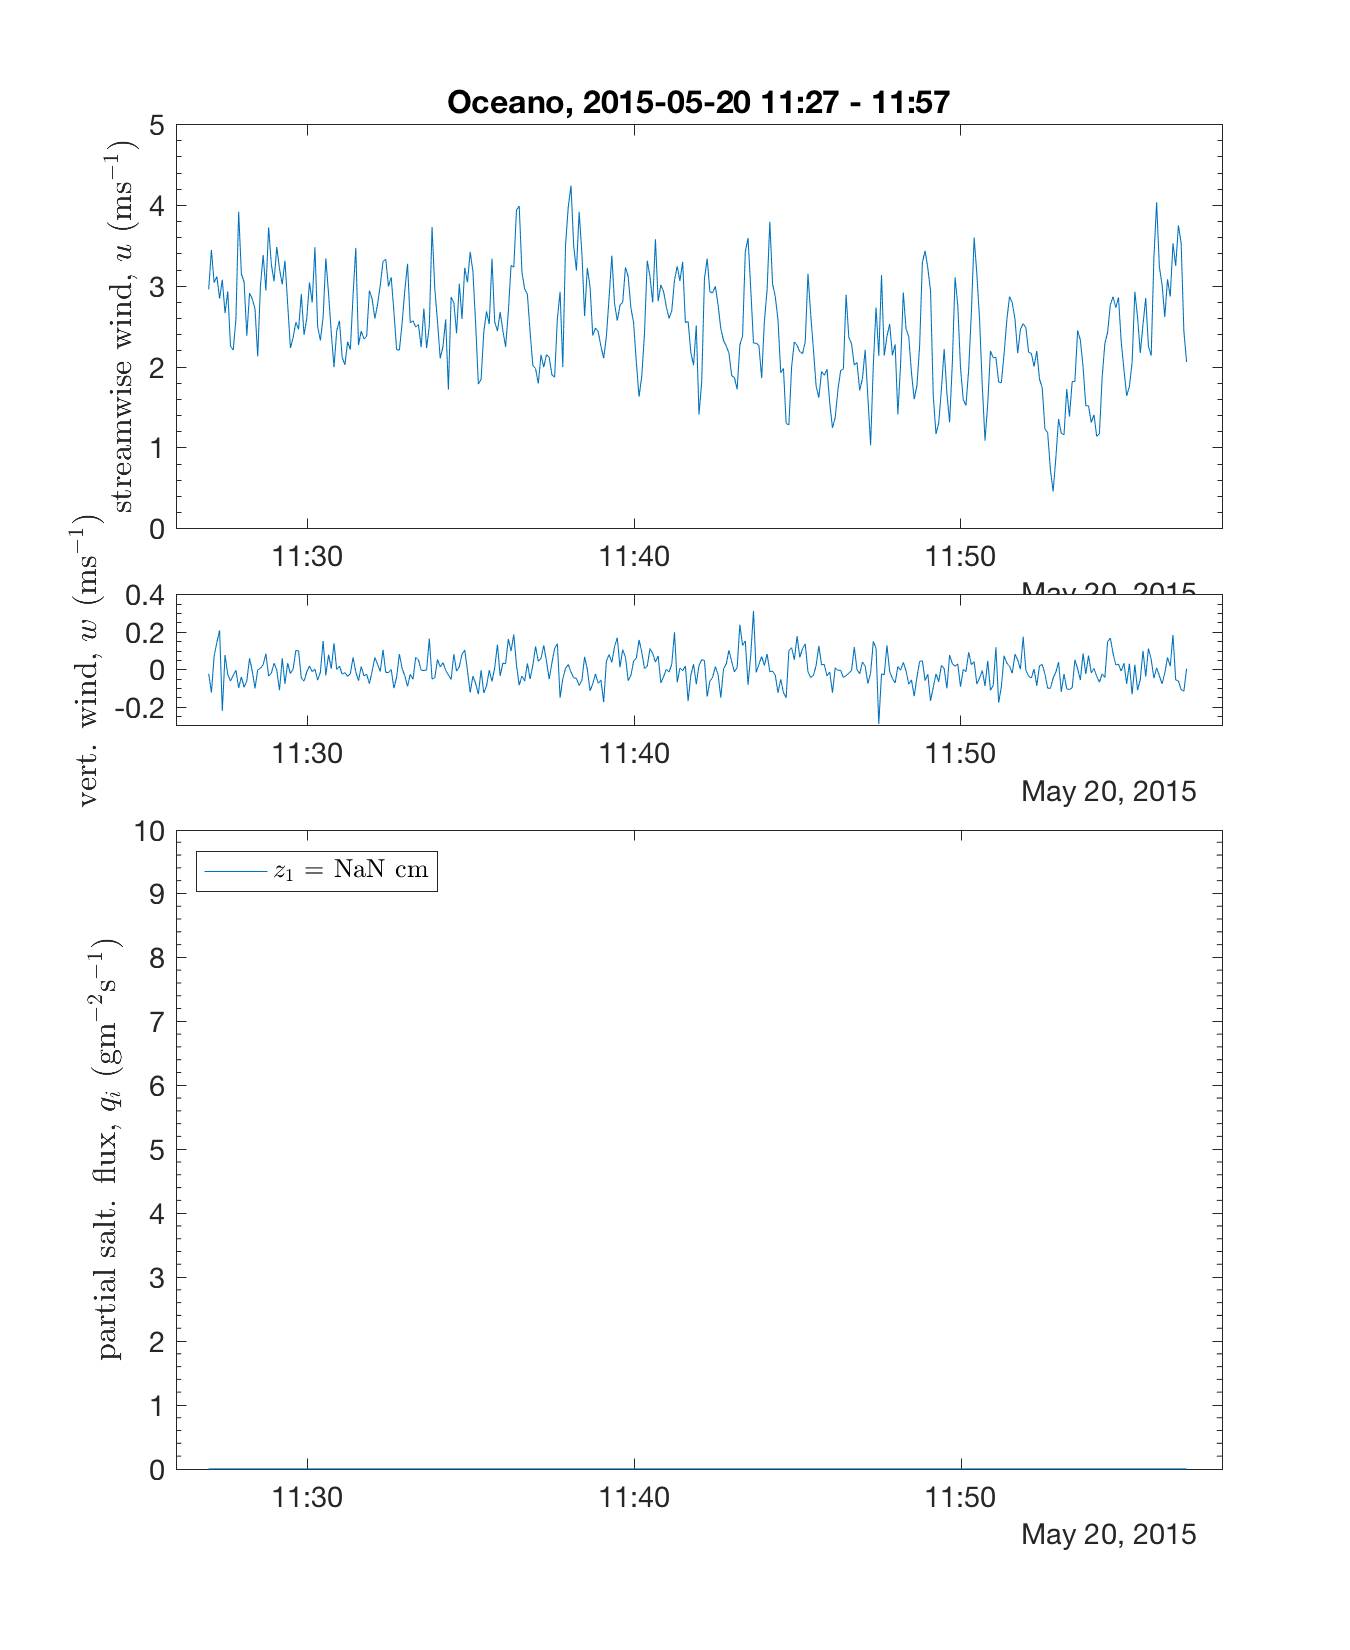 Oceano, 2015-05-20 11:27 - 11:57
streamwise wind, u (ms⁻¹)
5
4
3
2
1
0
11:30 11:40 11:50
May 20, 2015
vert. wind, w (ms⁻¹)
0.4
0.2
0
-0.2
11:30 11:40 11:50
May 20, 2015
partial salt. flux, qᵢ (gm⁻²s⁻¹)
10
9
8
7
6
5
4
3
2
1
0
z₁ = NaN cm
11:30 11:40 11:50
May 20, 2015